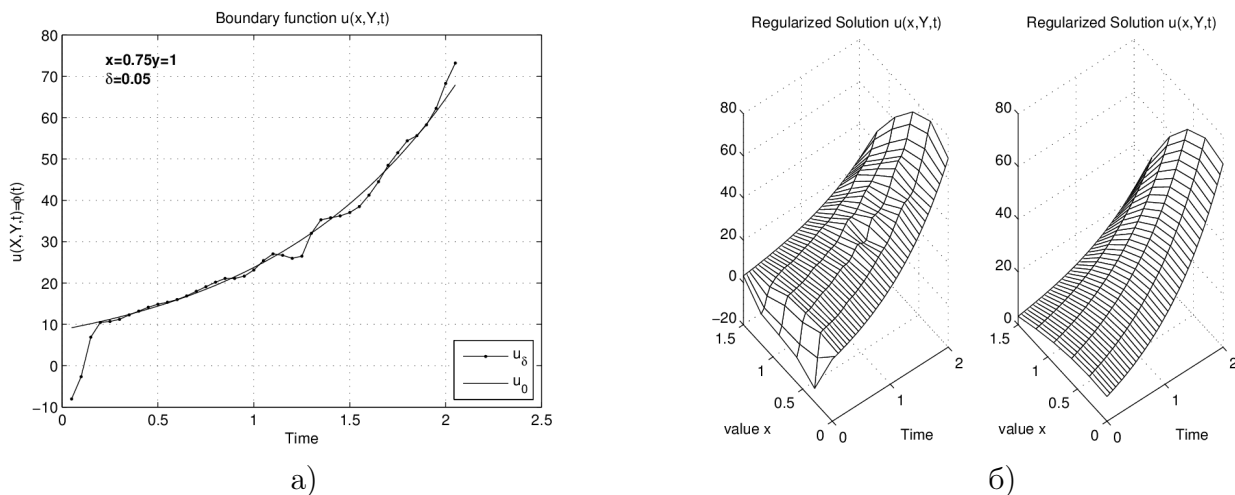 Boundary function u(x,Y,t)
80
70
60
50
40
30
20
10
0
−10
u(X,Y,t)=φ(t)
x=0.75y=1
δ=0.05
u_δ
u_0
0 0.5 1 1.5 2 2.5
Time
а)
Regularized Solution u(x,Y,t)
80
60
40
20
0
−20
1.5
1
0.5
0
0
1
2
value x
Time
Regularized Solution u(x,Y,t)
80
60
40
20
0
1.5
1
0.5
0
0
1
2
value x
Time
б)